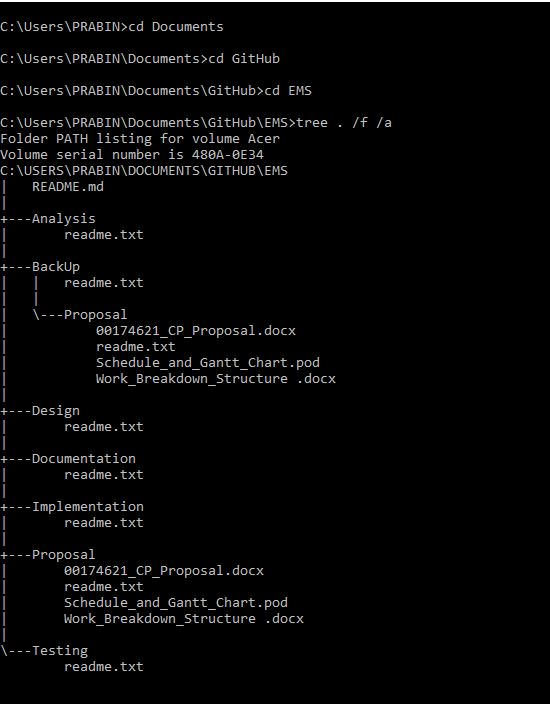 C:\Users\PRABIN>cd Documents
C:\Users\PRABIN\Documents>cd GitHub
C:\Users\PRABIN\Documents\GitHub>cd EMS
C:\Users\PRABIN\Documents\GitHub\EMS>tree . /f /a
Folder PATH listing for volume Acer
Volume serial number is 480A-0E34
C:\USERS\PRABIN\DOCUMENTS\GITHUB\EMS
|   README.md
|
+---Analysis
|       readme.txt
|
+---BackUp
|   |   readme.txt
|   |
|   \---Proposal
|           00174621_CP_Proposal.docx
|           readme.txt
|           Schedule_and_Gantt_Chart.pod
|           Work_Breakdown_Structure .docx
|
+---Design
|       readme.txt
|
+---Documentation
|       readme.txt
|
+---Implementation
|       readme.txt
|
+---Proposal
|       00174621_CP_Proposal.docx
|       readme.txt
|       Schedule_and_Gantt_Chart.pod
|       Work_Breakdown_Structure .docx
|
\---Testing
        readme.txt